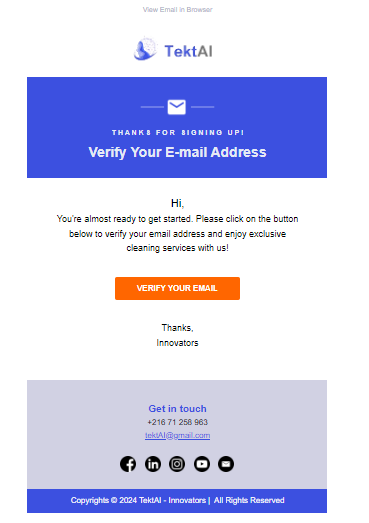 View Email in Browser
TektAI
THANKS FOR SIGNING UP!
Verify Your E-mail Address
Hi,
You're almost ready to get started. Please click on the button
below to verify your email address and enjoy exclusive
cleaning services with us!
VERIFY YOUR EMAIL
Thanks,
Innovators
Get in touch
+216 71 258 963
tektAI@gmail.com
Copyrights © 2024 TektAI - Innovators | All Rights Reserved